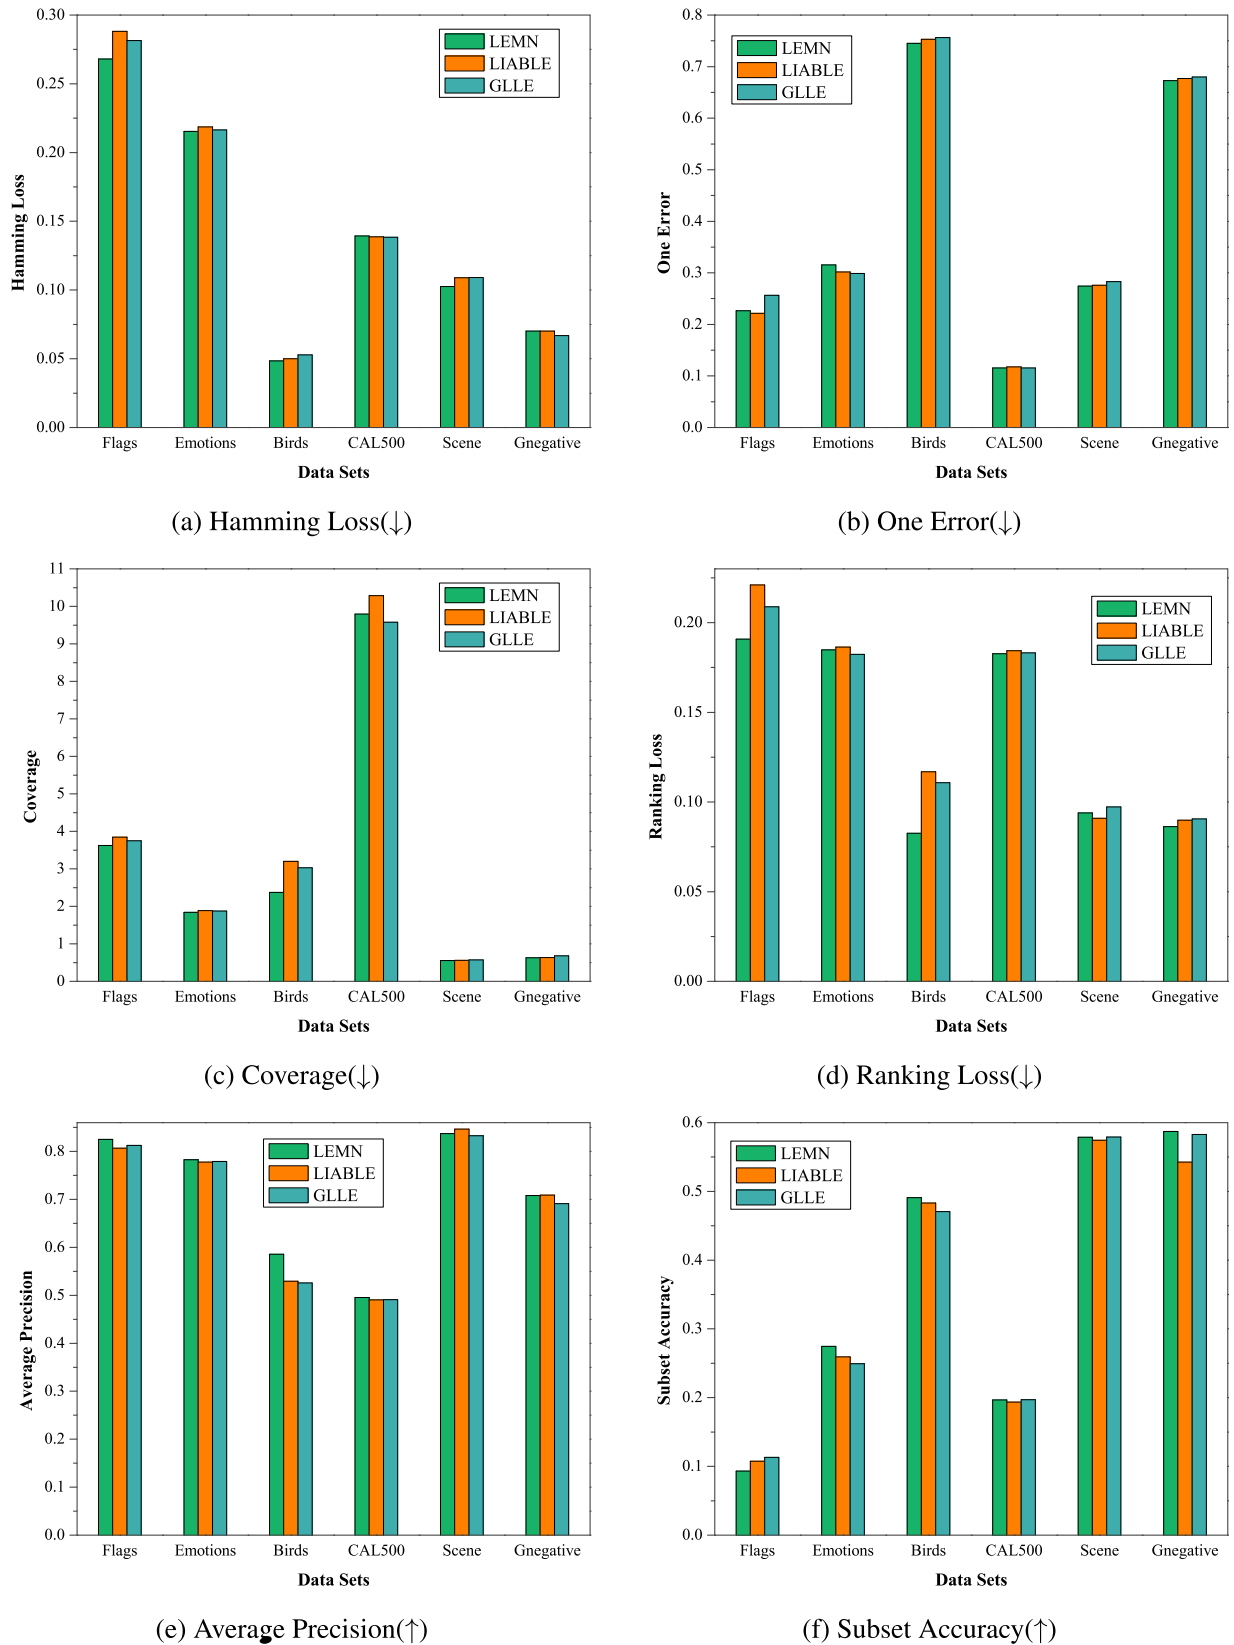 0.30
0.25
0.20
0.15
0.10
0.05
0.00
Hamming Loss
LEMN
LIABLE
GLLE
Flags Emotions Birds CAL500 Scene Gnegative
Data Sets
(a) Hamming Loss(↓)
0.8
0.7
0.6
0.5
0.4
0.3
0.2
0.1
0.0
One Error
LEMN
LIABLE
GLLE
Flags Emotions Birds CAL500 Scene Gnegative
Data Sets
(b) One Error(↓)
11
10
9
8
7
6
5
4
3
2
1
0
Coverage
LEMN
LIABLE
GLLE
Flags Emotions Birds CAL500 Scene Gnegative
Data Sets
(c) Coverage(↓)
0.20
0.15
0.10
0.05
0.00
Ranking Loss
LEMN
LIABLE
GLLE
Flags Emotions Birds CAL500 Scene Gnegative
Data Sets
(d) Ranking Loss(↓)
0.8
0.7
0.6
0.5
0.4
0.3
0.2
0.1
0.0
Average Precision
LEMN
LIABLE
GLLE
Flags Emotions Birds CAL500 Scene Gnegative
Data Sets
(e) Average Precision(↑)
0.6
0.5
0.4
0.3
0.2
0.1
0.0
Subset Accuracy
LEMN
LIABLE
GLLE
Flags Emotions Birds CAL500 Scene Gnegative
Data Sets
(f) Subset Accuracy(↑)